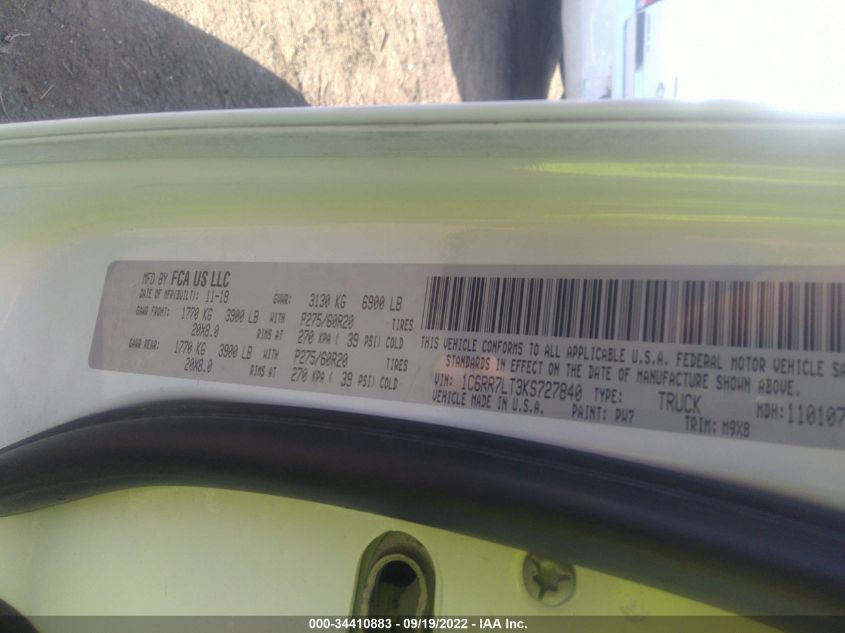 MFD BY FCA US LLC
DATE OF MFR(BUILT): 11-19 GVWR: 3130 KG 6900 LB
GAWR FRONT: 1770 KG 3900 LB WITH P275/60R20 TIRES
20X8.0 RIMS AT 270 KPA ( 39 PSI) COLD
GAWR REAR: 1770 KG 3900 LB WITH P275/60R20 TIRES
20X8.0 RIMS AT 270 KPA ( 39 PSI) COLD
THIS VEHICLE CONFORMS TO ALL APPLICABLE U.S.A. FEDERAL MOTOR VEHICLE SA
STANDARDS IN EFFECT ON THE DATE OF MANUFACTURE SHOWN ABOVE.
VIN: 1C6RR7LT3KS727840 TYPE: TRUCK MDH: 110107
VEHICLE MADE IN U.S.A. PAINT: PW7 TRIM: M9X8
000-34410883 - 09/19/2022 - IAA Inc.